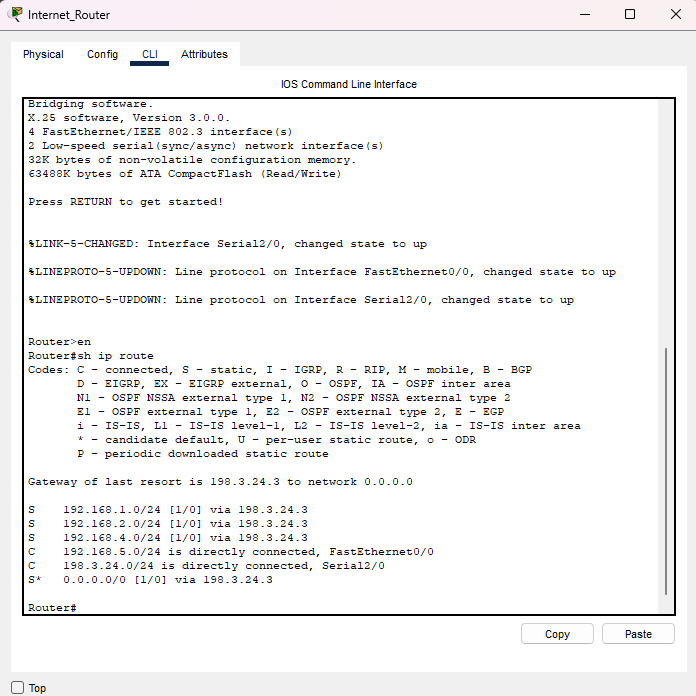 Internet_Router
Physical Config CLI Attributes
IOS Command Line Interface
Bridging software.
X.25 software, Version 3.0.0.
4 FastEthernet/IEEE 802.3 interface(s)
2 Low-speed serial(sync/async) network interface(s)
32K bytes of non-volatile configuration memory.
63488K bytes of ATA CompactFlash (Read/Write)
Press RETURN to get started!
%LINK-5-CHANGED: Interface Serial2/0, changed state to up
%LINEPROTO-5-UPDOWN: Line protocol on Interface FastEthernet0/0, changed state to up
%LINEPROTO-5-UPDOWN: Line protocol on Interface Serial2/0, changed state to up
Router>en
Router#sh ip route
Codes: C - connected, S - static, I - IGRP, R - RIP, M - mobile, B - BGP
D - EIGRP, EX - EIGRP external, O - OSPF, IA - OSPF inter area
N1 - OSPF NSSA external type 1, N2 - OSPF NSSA external type 2
E1 - OSPF external type 1, E2 - OSPF external type 2, E - EGP
i - IS-IS, L1 - IS-IS level-1, L2 - IS-IS level-2, ia - IS-IS inter area
* - candidate default, U - per-user static route, o - ODR
P - periodic downloaded static route
Gateway of last resort is 198.3.24.3 to network 0.0.0.0
S 192.168.1.0/24 [1/0] via 198.3.24.3
S 192.168.2.0/24 [1/0] via 198.3.24.3
S 192.168.4.0/24 [1/0] via 198.3.24.3
C 192.168.5.0/24 is directly connected, FastEthernet0/0
C 198.3.24.0/24 is directly connected, Serial2/0
S* 0.0.0.0/0 [1/0] via 198.3.24.3
Router#
Copy Paste
Top